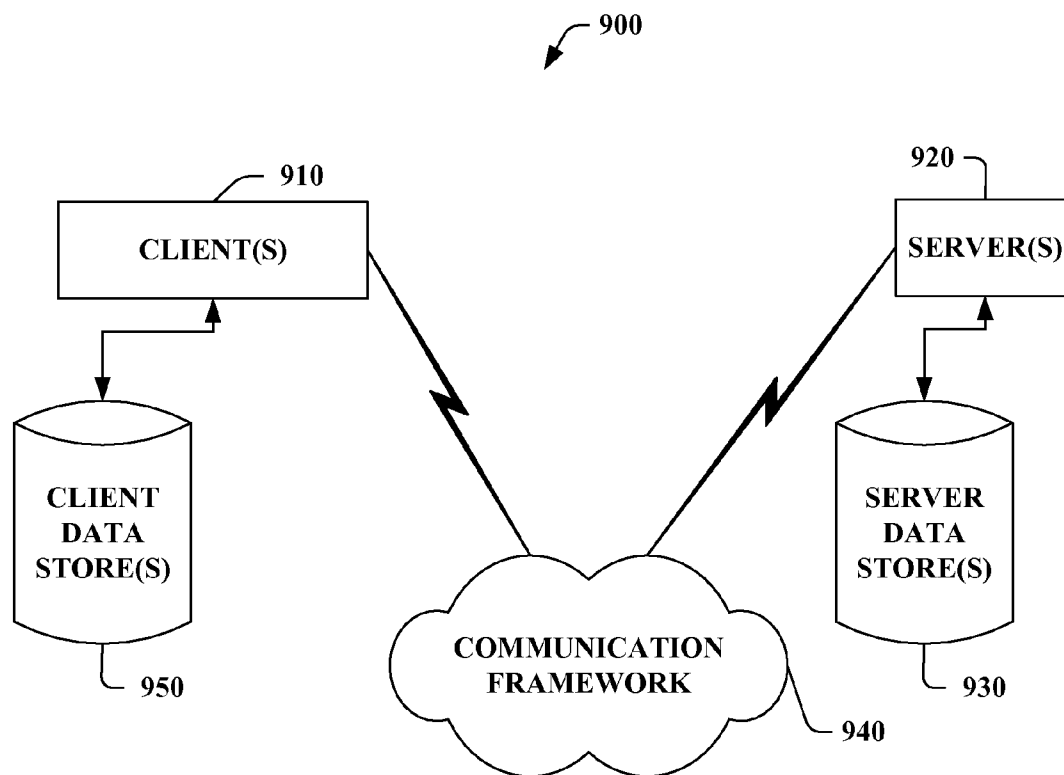 900
910
920
CLIENT(S)
SERVER(S)
CLIENT
DATA
STORE(S)
SERVER
DATA
STORE(S)
COMMUNICATION
FRAMEWORK
950
930
940